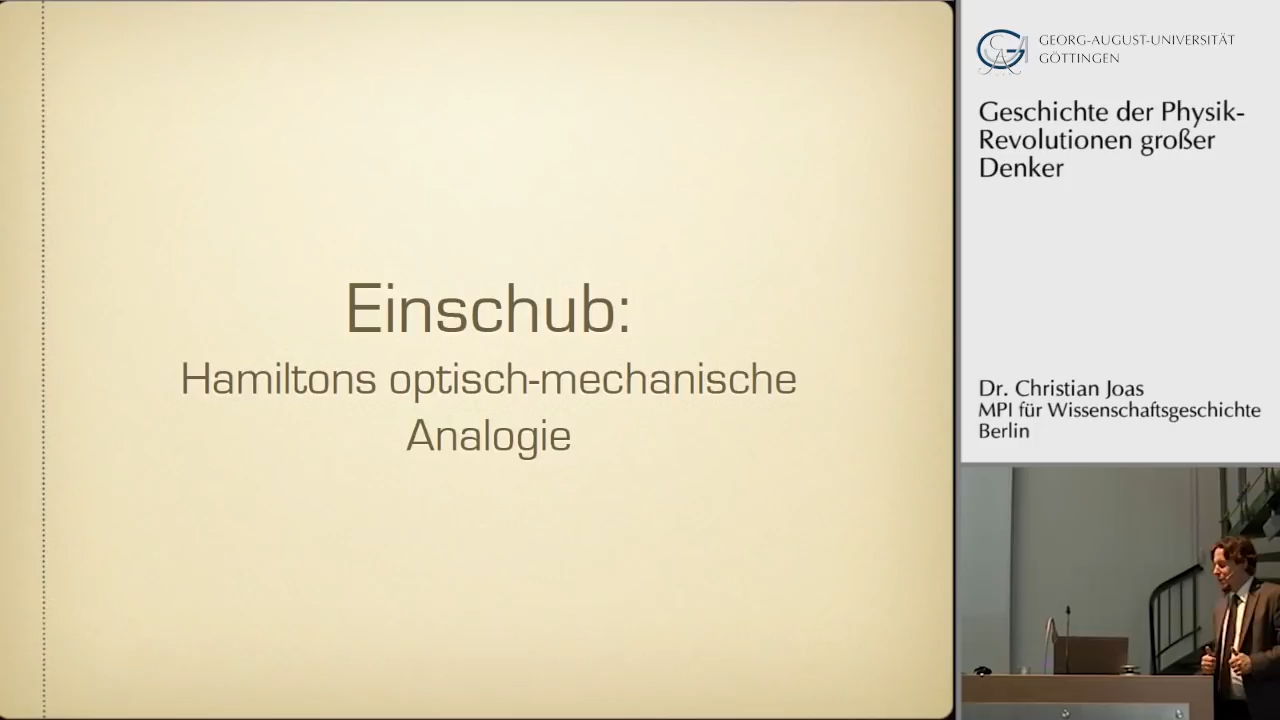 Einschub:
Hamiltons optisch-mechanische
Analogie
GEORG-AUGUST-UNIVERSITÄT
GÖTTINGEN
Geschichte der Physik-
Revolutionen großer
Denker
Dr. Christian Joas
MPI für Wissenschaftsgeschichte
Berlin